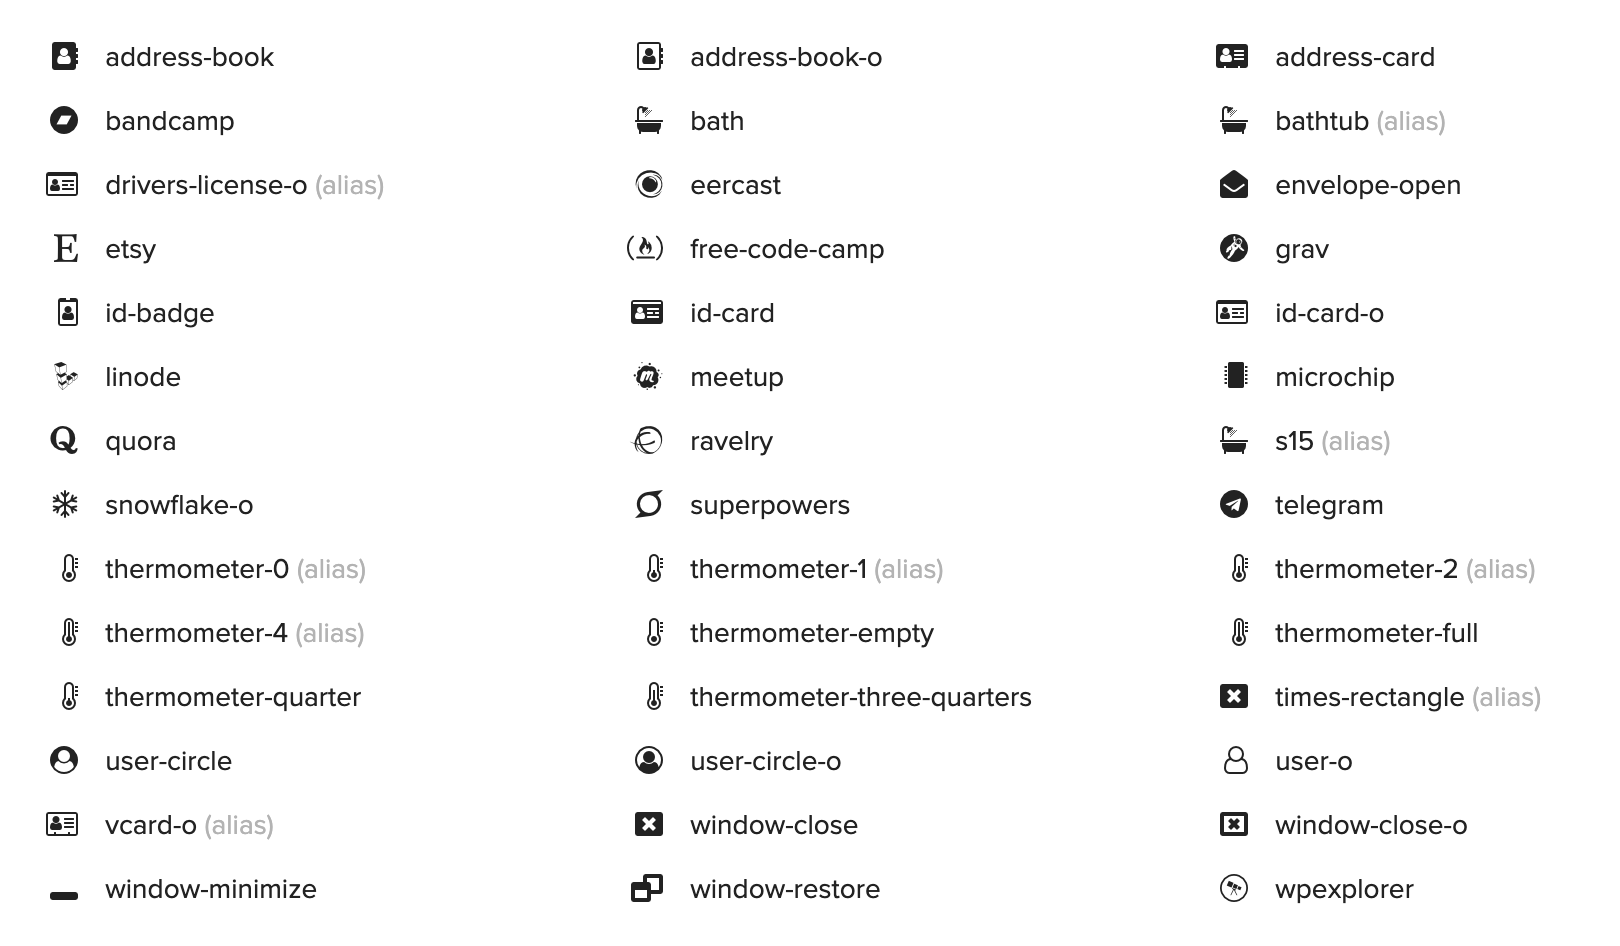 address-book address-book-o address-card
bandcamp bath bathtub (alias)
drivers-license-o (alias) eercast envelope-open
etsy free-code-camp grav
id-badge id-card id-card-o
linode meetup microchip
quora ravelry s15 (alias)
snowflake-o superpowers telegram
thermometer-0 (alias) thermometer-1 (alias) thermometer-2 (alias)
thermometer-4 (alias) thermometer-empty thermometer-full
thermometer-quarter thermometer-three-quarters times-rectangle (alias)
user-circle user-circle-o user-o
vcard-o (alias) window-close window-close-o
window-minimize window-restore wpexplorer